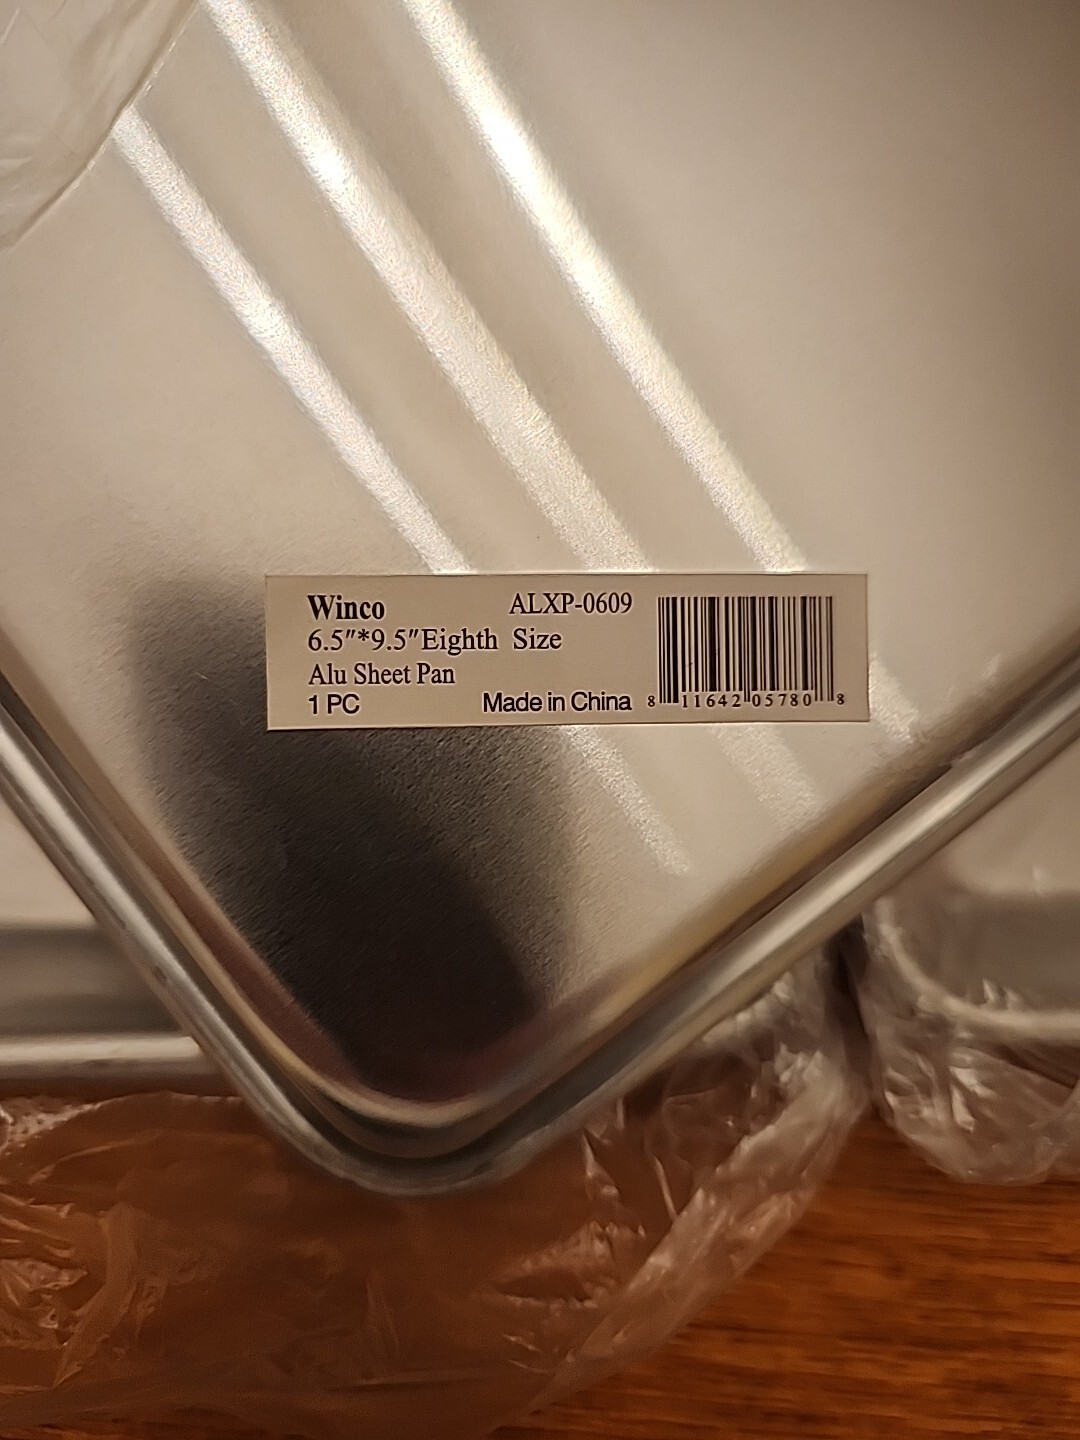 Winco ALXP-0609
6.5"*9.5"Eighth Size
Alu Sheet Pan
1 PC Made in China
8 11642 05780 8